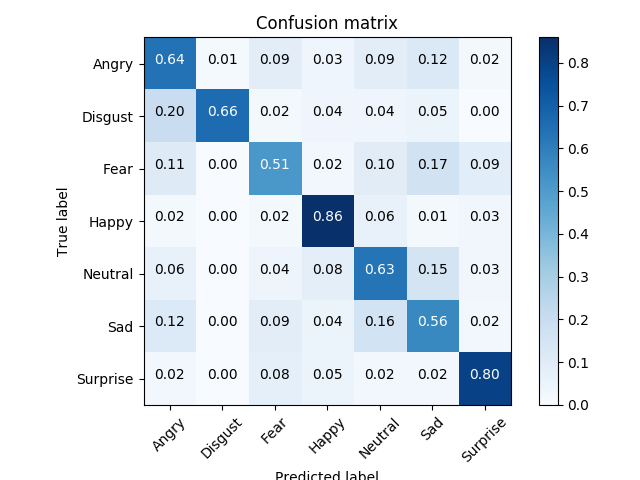 Confusion matrix
Angry 0.64 0.01 0.09 0.03 0.09 0.12 0.02
Disgust 0.20 0.66 0.02 0.04 0.04 0.05 0.00
Fear 0.11 0.00 0.51 0.02 0.10 0.17 0.09
Happy 0.02 0.00 0.02 0.86 0.06 0.01 0.03
Neutral 0.06 0.00 0.04 0.08 0.63 0.15 0.03
Sad 0.12 0.00 0.09 0.04 0.16 0.56 0.02
Surprise 0.02 0.00 0.08 0.05 0.02 0.02 0.80
Angry Disgust Fear Happy Neutral Sad Surprise
True label
Predicted label
0.8
0.7
0.6
0.5
0.4
0.3
0.2
0.1
0.0